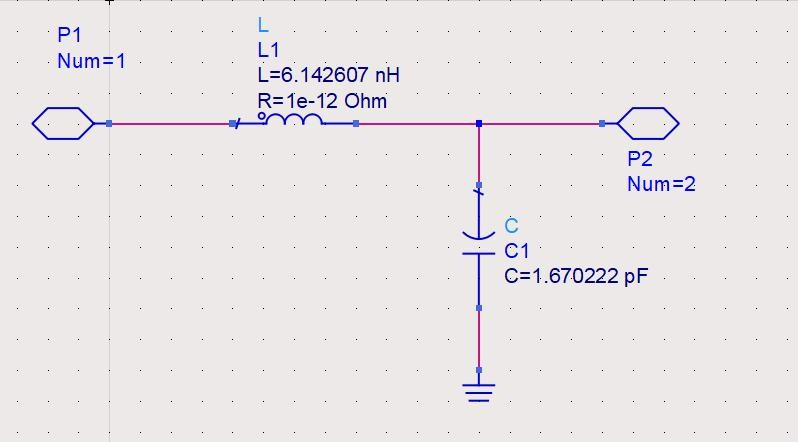 P1
Num=1
L
L1
L=6.142607 nH
R=1e-12 Ohm
P2
Num=2
C
C1
C=1.670222 pF